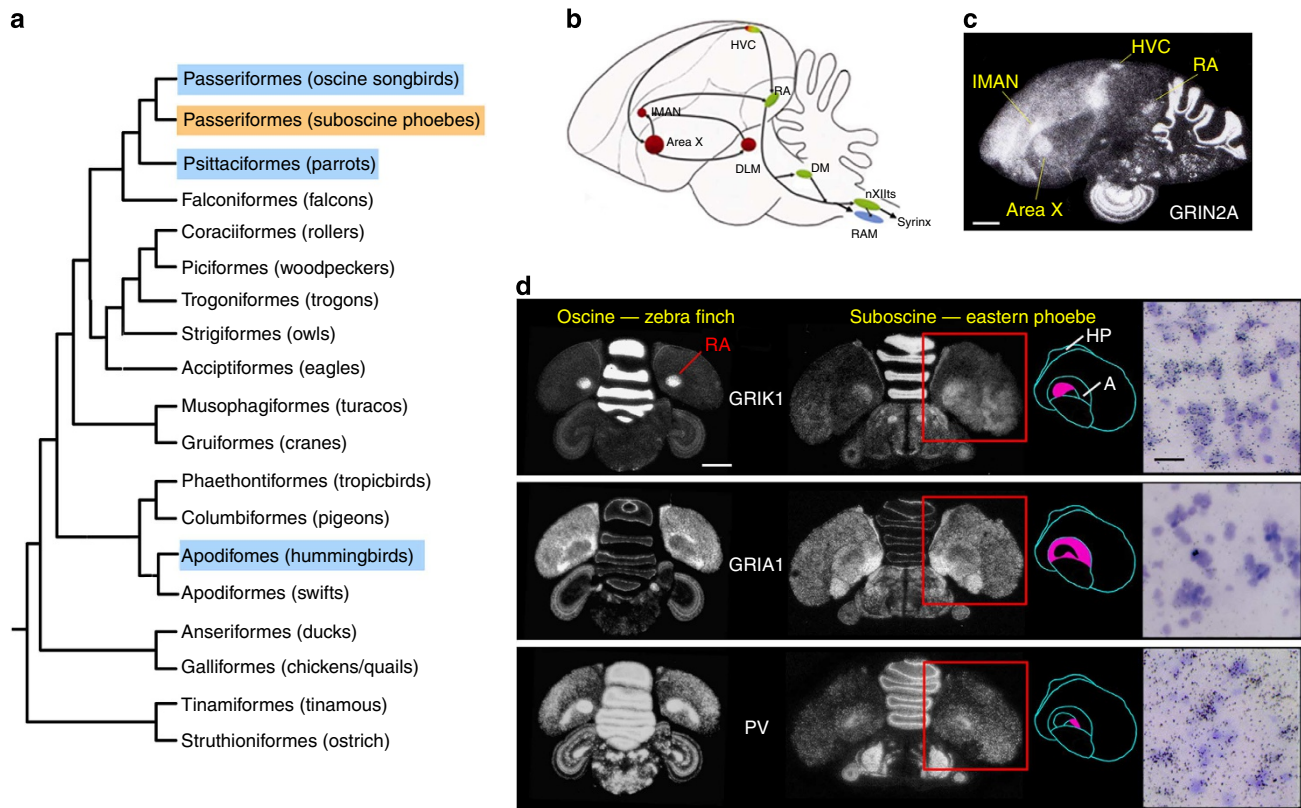 a
Passeriformes (oscine songbirds)
Passeriformes (suboscine phoebes)
Psittaciformes (parrots)
Falconiformes (falcons)
Coraciiformes (rollers)
Piciformes (woodpeckers)
Trogoniformes (trogons)
Strigiformes (owls)
Acciptiformes (eagles)
Musophagiformes (turacos)
Gruiformes (cranes)
Phaethontiformes (tropicbirds)
Columbiformes (pigeons)
Apodifomes (hummingbirds)
Apodiformes (swifts)
Anseriformes (ducks)
Galliformes (chickens/quails)
Tinamiformes (tinamous)
Struthioniformes (ostrich)
b
HVC
RA
lMAN
Area X
DLM
DM
nXIIts
Syrinx
RAM
c
HVC
RA
lMAN
Area X
GRIN2A
d
Oscine — zebra finch
Suboscine — eastern phoebe
RA
HP
A
GRIK1
GRIA1
PV